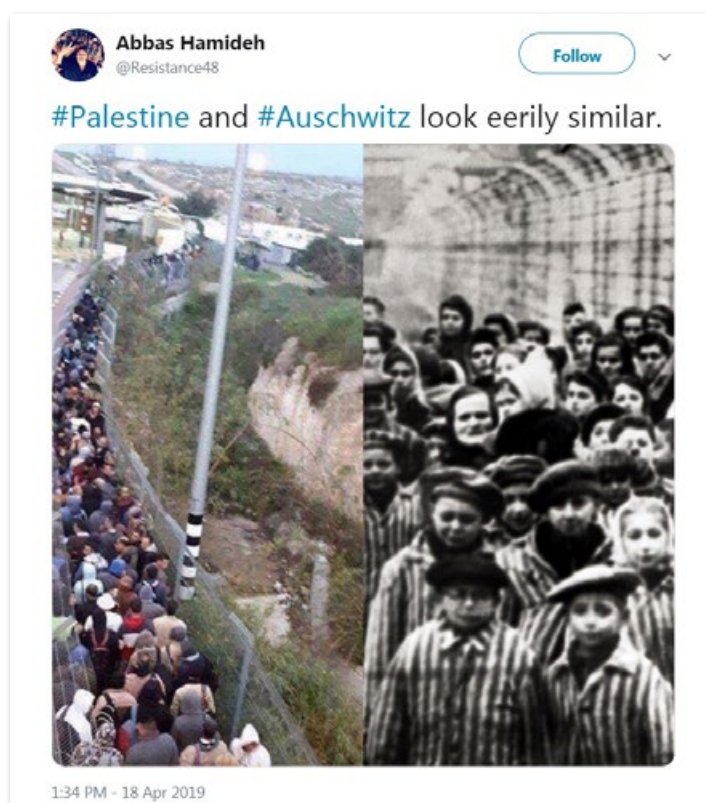 Abbas Hamideh
@Resistance48
Follow
#Palestine and #Auschwitz look eerily similar.
1:34 PM - 18 Apr 2019